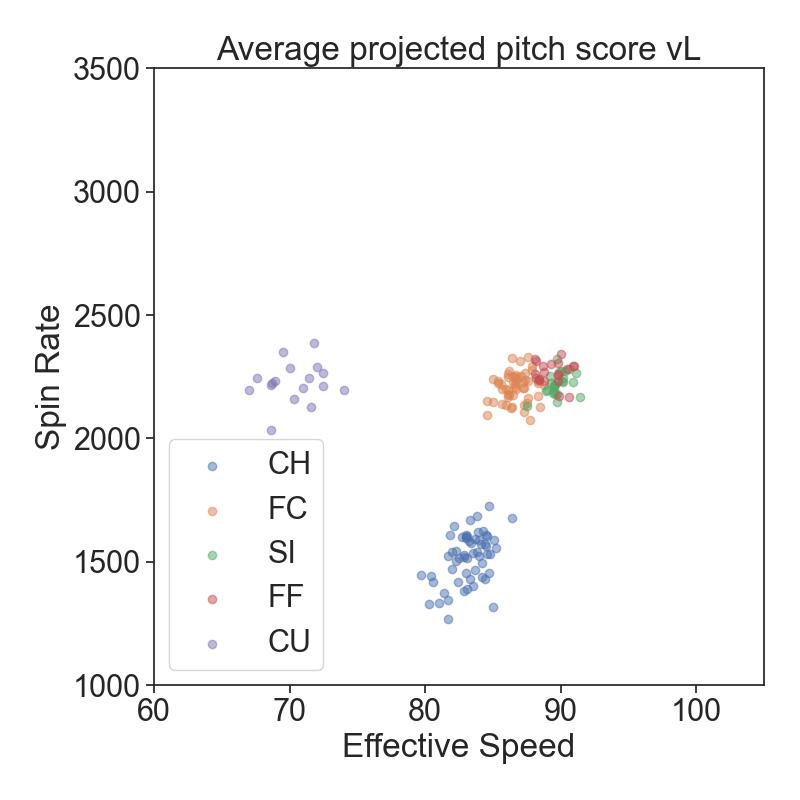 Average projected pitch score vL
3500
3000
2500
2000
1500
1000
Spin Rate
CH
FC
SI
FF
CU
60
70
80
90
100
Effective Speed